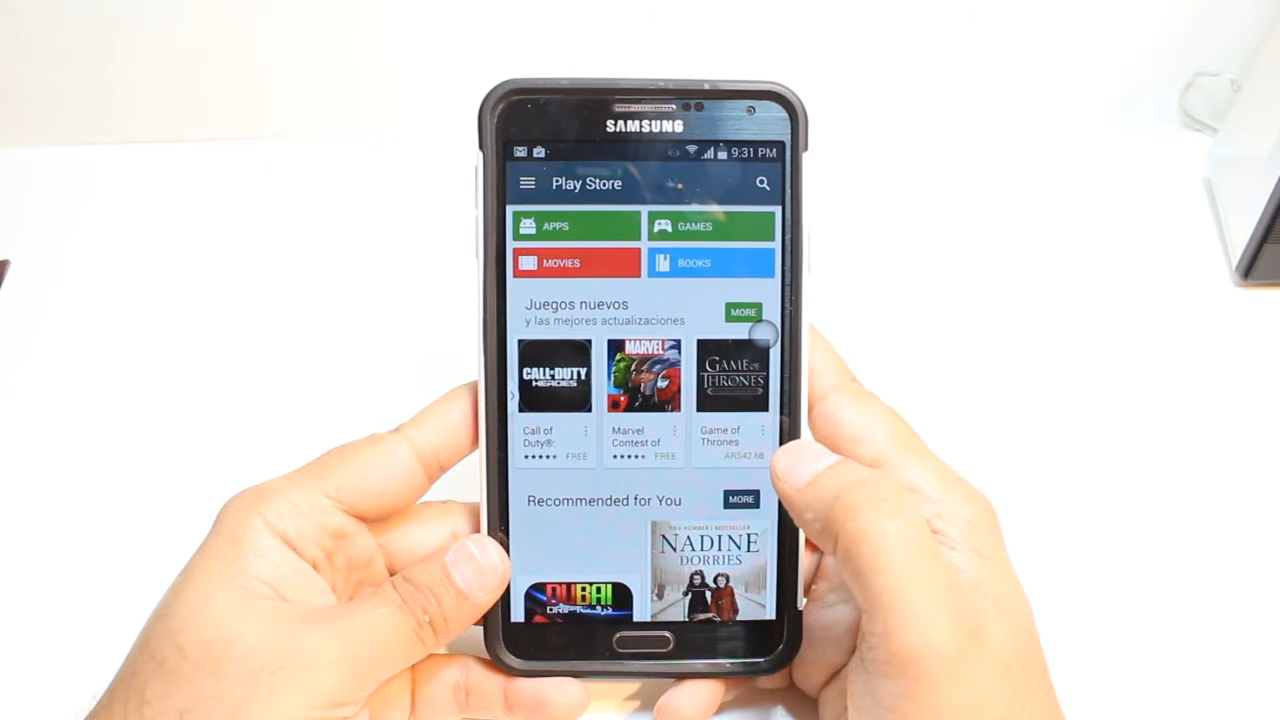 SAMSUNG
9:31 PM
Play Store
APPS
GAMES
MOVIES
BOOKS
Juegos nuevos
y las mejores actualizaciones
MORE
CALL OF DUTY
HEROES
MARVEL
GAME OF
THRONES
Call of
Duty®:
FREE
Marvel
Contest of
FREE
Game of
Thrones
ARS42.68
Recommended for You
MORE
THE NUMBER 1 BESTSELLER
NADINE
DORRIES
DUBAI
DRIFT درفت